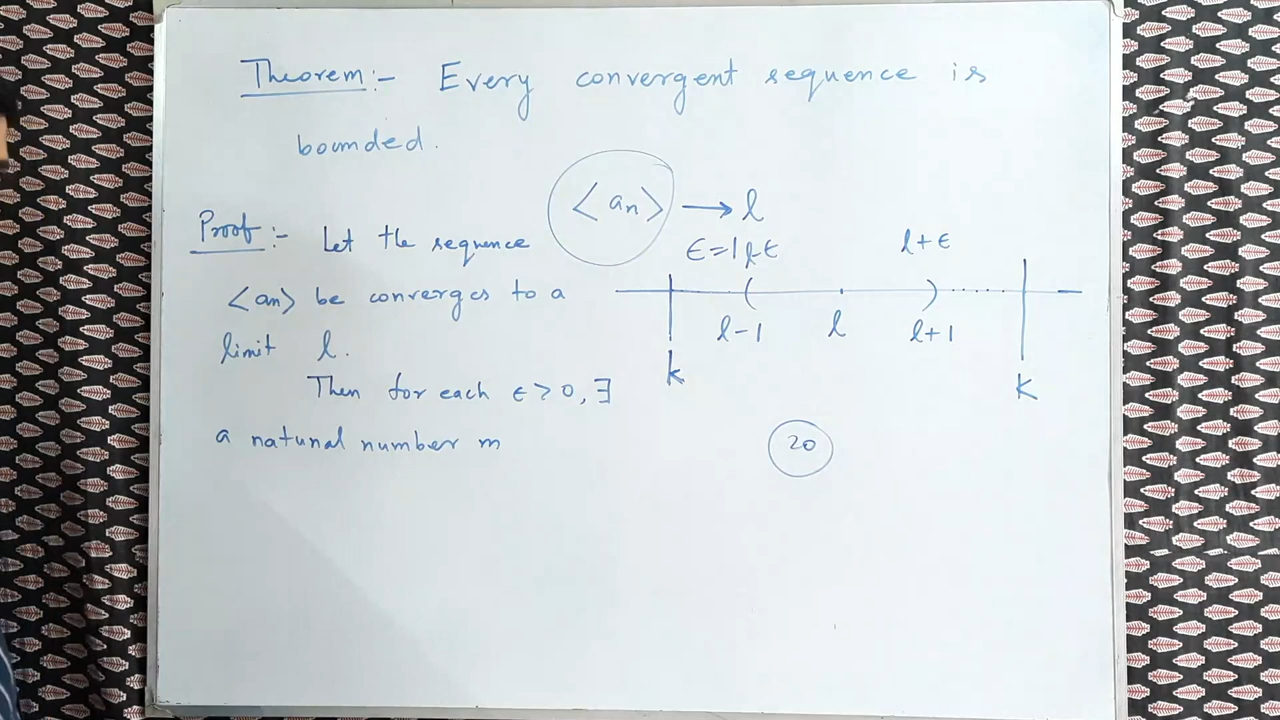 Theorem:- Every convergent sequence is
bounded.
<an> → l
Proof:- Let the sequence
<an> be converges to a
limit l.
Then for each ε > 0, ∃
a natural number m
ε=1 l-ε l+ε
l-1 l l+1
k K
20